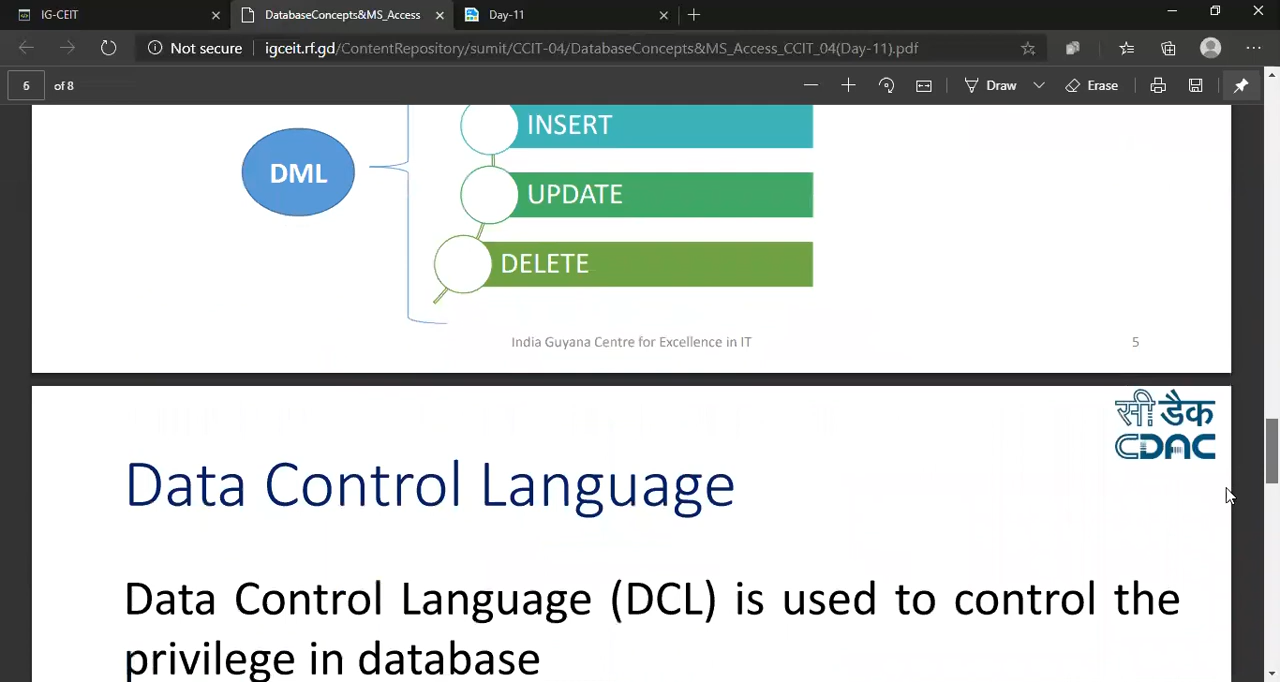 IG-CEIT
DatabaseConcepts&MS_Access
Day-11
Not secure
igceit.rf.gd/ContentRepository/sumit/CCIT-04/DatabaseConcepts&MS_Access_CCIT_04(Day-11).pdf
6 of 8
Draw
Erase
INSERT
DML
UPDATE
DELETE
India Guyana Centre for Excellence in IT
5
सी डैक
CDAC
Data Control Language
Data Control Language (DCL) is used to control the
privilege in database